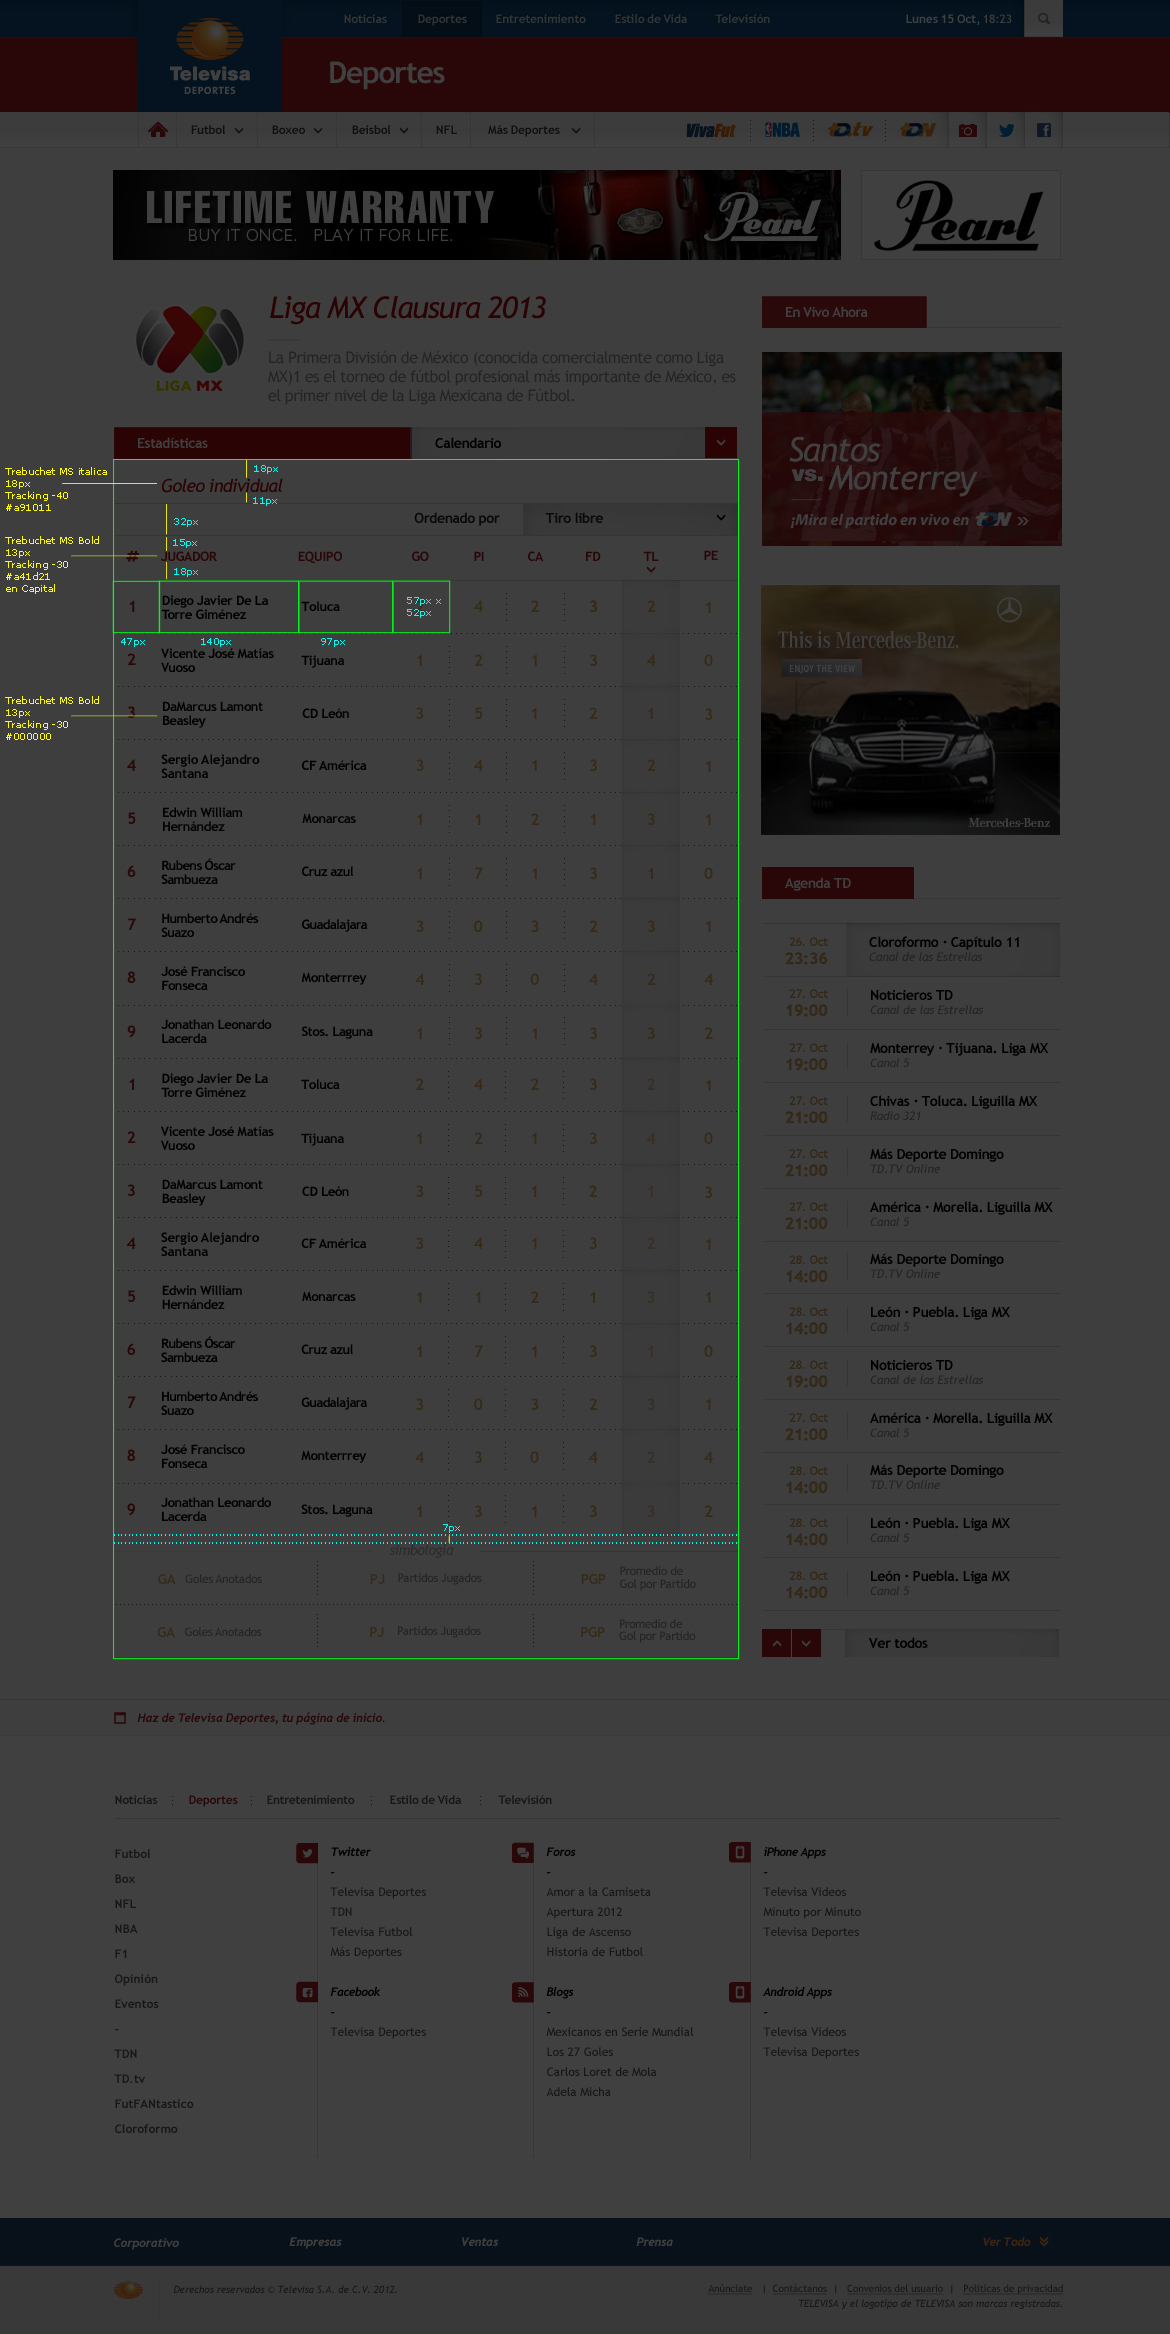 Noticias Deportes Entretenimiento Estilo de Vida Televisión Lunes 15 Oct, 18:23
Televisa
DEPORTES
Deportes
Futbol Boxeo Beisbol NFL Más Deportes VivaFut NBA TD.tv TDN
LIFETIME WARRANTY
BUY IT ONCE. PLAY IT FOR LIFE.
Pearl
Pearl
LIGA MX
Liga MX Clausura 2013
La Primera División de México (conocida comercialmente como Liga
MX)1 es el torneo de fútbol profesional más importante de México, es
el primer nivel de la Liga Mexicana de Fútbol.
Estadísticas Calendario
Trebuchet MS italica
18px
Tracking -40
#a91011
18px
Goleo individual
11px
32px
Ordenado por Tiro libre
Trebuchet MS Bold
13px
Tracking -30
#a41d21
en Capital
15px
# JUGADOR EQUIPO GO PI CA FD TL PE
18px
1 Diego Javier De La Torre Giménez Toluca 57px x 52px 4 2 3 2 1
47px 140px 97px
2 Vicente José Matías Vuoso Tijuana 1 2 1 3 4 0
Trebuchet MS Bold
13px
Tracking -30
#000000
3 DaMarcus Lamont Beasley CD León 3 5 1 2 1 3
4 Sergio Alejandro Santana CF América 3 4 1 3 2 1
5 Edwin William Hernández Monarcas 1 1 2 1 3 1
6 Rubens Óscar Sambueza Cruz azul 1 7 1 3 1 0
7 Humberto Andrés Suazo Guadalajara 3 0 3 2 3 1
8 José Francisco Fonseca Monterrrey 4 3 0 4 2 4
9 Jonathan Leonardo Lacerda Stos. Laguna 1 3 1 3 3 2
1 Diego Javier De La Torre Giménez Toluca 2 4 2 3 2 1
2 Vicente José Matías Vuoso Tijuana 1 2 1 3 4 0
3 DaMarcus Lamont Beasley CD León 3 5 1 2 1 3
4 Sergio Alejandro Santana CF América 3 4 1 3 2 1
5 Edwin William Hernández Monarcas 1 1 2 1 3 1
6 Rubens Óscar Sambueza Cruz azul 1 7 1 3 1 0
7 Humberto Andrés Suazo Guadalajara 3 0 3 2 3 1
8 José Francisco Fonseca Monterrrey 4 3 0 4 2 4
9 Jonathan Leonardo Lacerda Stos. Laguna 1 3 1 3 3 2
7px
simbología
GA Goles Anotados PJ Partidos Jugados PGP Promedio de Gol por Partido
GA Goles Anotados PJ Partidos Jugados PGP Promedio de Gol por Partido
En Vivo Ahora
Santos
vs.
Monterrey
¡Mira el partido en vivo en TDN »
This is Mercedes-Benz.
ENJOY THE VIEW
Mercedes-Benz
Agenda TD
26. Oct 23:36 Cloroformo · Capítulo 11
Canal de las Estrellas
27. Oct 19:00 Noticieros TD
Canal de las Estrellas
27. Oct 19:00 Monterrey · Tijuana. Liga MX
Canal 5
27. Oct 21:00 Chivas · Toluca. Liguilla MX
Radio 321
27. Oct 21:00 Más Deporte Domingo
TD.TV Online
27. Oct 21:00 América · Morella. Liguilla MX
Canal 5
28. Oct 14:00 Más Deporte Domingo
TD.TV Online
28. Oct 14:00 León · Puebla. Liga MX
Canal 5
28. Oct 19:00 Noticieros TD
Canal de las Estrellas
27. Oct 21:00 América · Morella. Liguilla MX
Canal 5
28. Oct 14:00 Más Deporte Domingo
TD.TV Online
28. Oct 14:00 León · Puebla. Liga MX
Canal 5
28. Oct 14:00 León · Puebla. Liga MX
Canal 5
Ver todos
Haz de Televisa Deportes, tu página de inicio.
Noticias Deportes Entretenimiento Estilo de Vida Televisión
Futbol
Box
NFL
NBA
F1
Opinión
Eventos
-
TDN
TD.tv
FutFANtastico
Cloroformo
Twitter
-
Televisa Deportes
TDN
Televisa Futbol
Más Deportes
Facebook
-
Televisa Deportes
Foros
-
Amor a la Camiseta
Apertura 2012
Liga de Ascenso
Historia de Futbol
Blogs
-
Mexicanos en Serie Mundial
Los 27 Goles
Carlos Loret de Mola
Adela Micha
iPhone Apps
-
Televisa Videos
Minuto por Minuto
Televisa Deportes
Android Apps
-
Televisa Videos
Televisa Deportes
Corporativo Empresas Ventas Prensa Ver Todo
Derechos reservados © Televisa S.A. de C.V. 2012.
Anúnciate | Contáctanos | Convenios del usuario | Políticas de privacidad
TELEVISA y el logotipo de TELEVISA son marcas registradas.